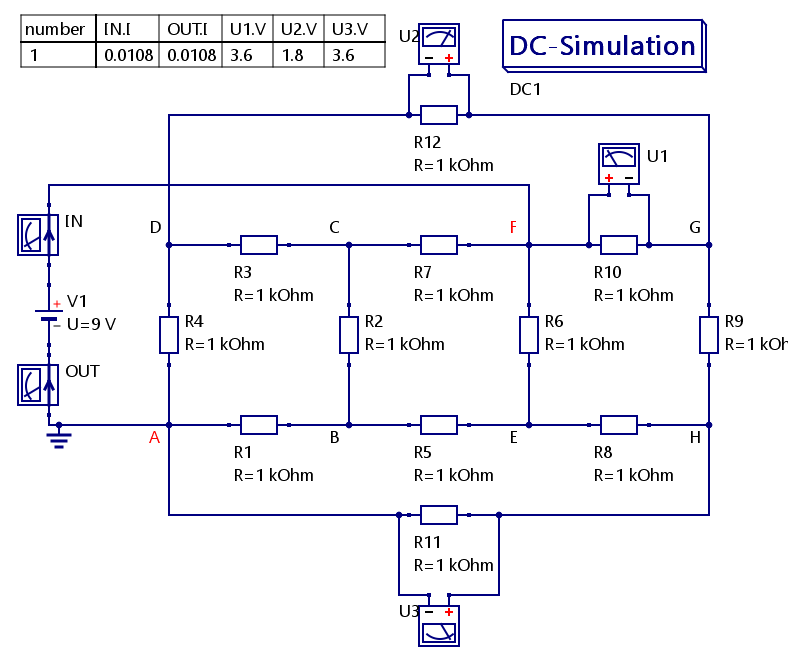 number IN.I OUT.I U1.V U2.V U3.V
1 0.0108 0.0108 3.6 1.8 3.6
DC-Simulation
DC1
U2
- +
R12
R=1 kOhm
U1
+ -
IN
D
C
F
G
R3
R=1 kOhm
R7
R=1 kOhm
R10
R=1 kOhm
+
V1
U=9 V
-
R4
R=1 kOhm
R2
R=1 kOhm
R6
R=1 kOhm
R9
R=1 kOh
OUT
A
B
E
H
R1
R=1 kOhm
R5
R=1 kOhm
R8
R=1 kOhm
R11
R=1 kOhm
U3
- +